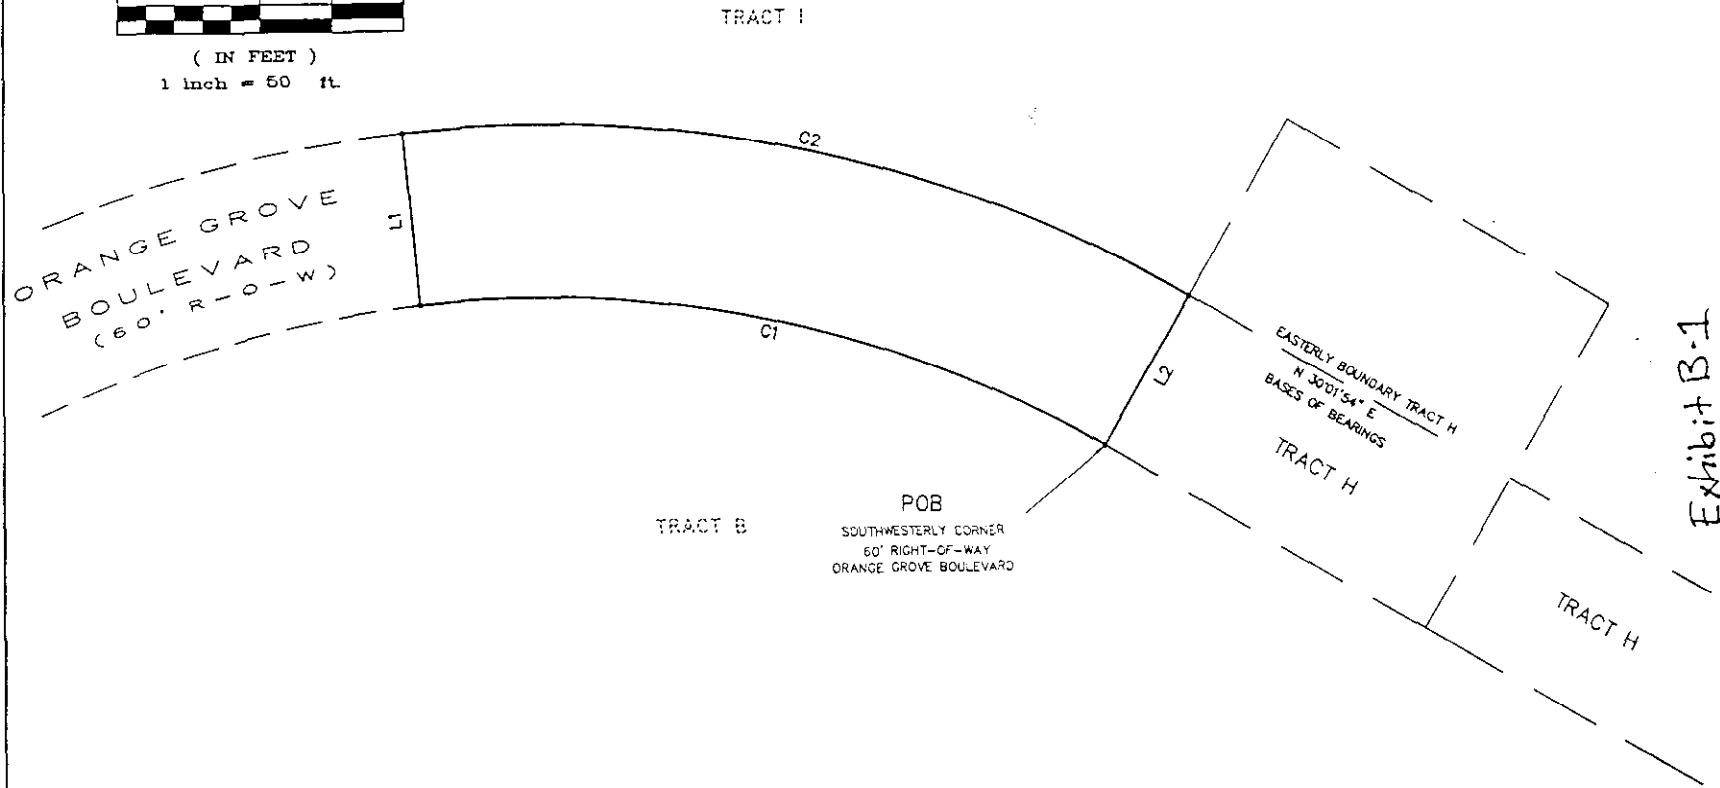 TRACT I
( IN FEET )
1 inch = 50 ft.
C2
ORANGE GROVE
BOULEVARD
(60' R-O-W)
L1
C1
L2
EASTERLY BOUNDARY TRACT H
N 30°01'54" E
BASES OF BEARINGS
TRACT H
TRACT B
POB
SOUTHWESTERLY CORNER
60' RIGHT-OF-WAY
ORANGE GROVE BOULEVARD
TRACT H
Exhibit B-1